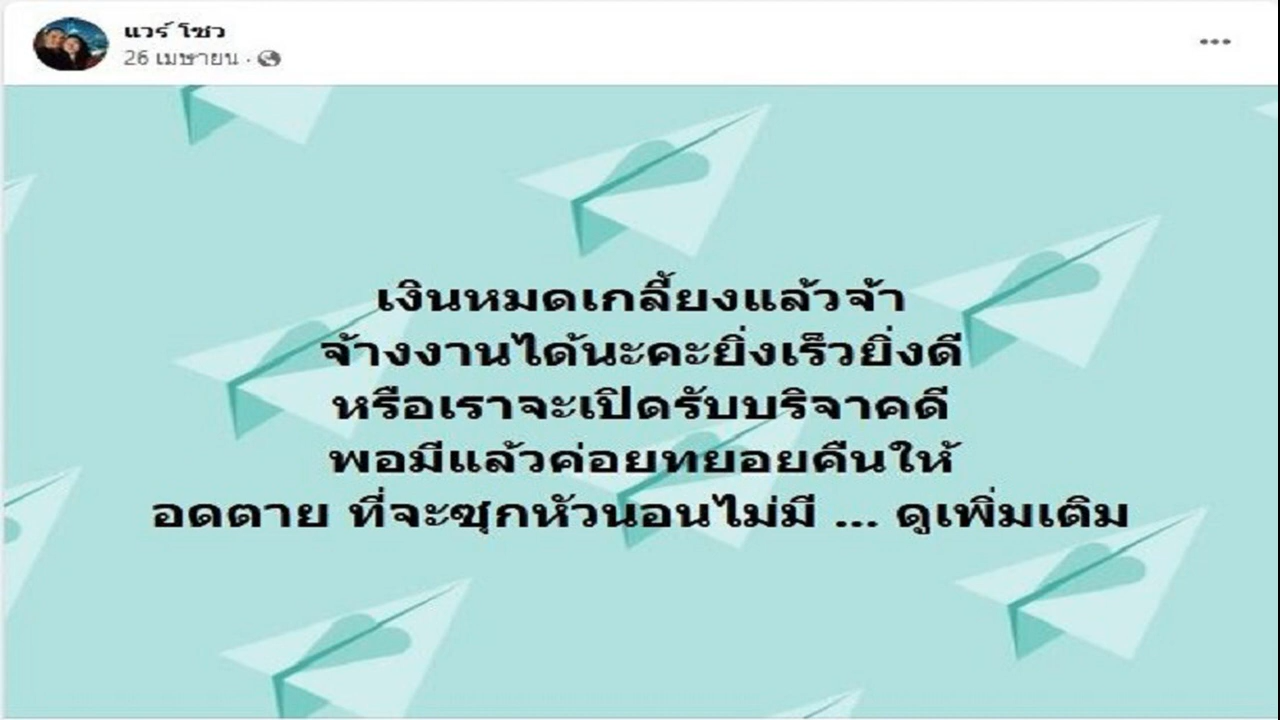 แวร์ โซว
26 เมษายน ·
เงินหมดเกลี้ยงแล้วจ้า
จ้างงานได้นะคะยิ่งเร็วยิ่งดี
หรือเราจะเปิดรับบริจาคดี
พอมีแล้วค่อยทยอยคืนให้
อดตาย ที่จะซุกหัวนอนไม่มี ... ดูเพิ่มเติม